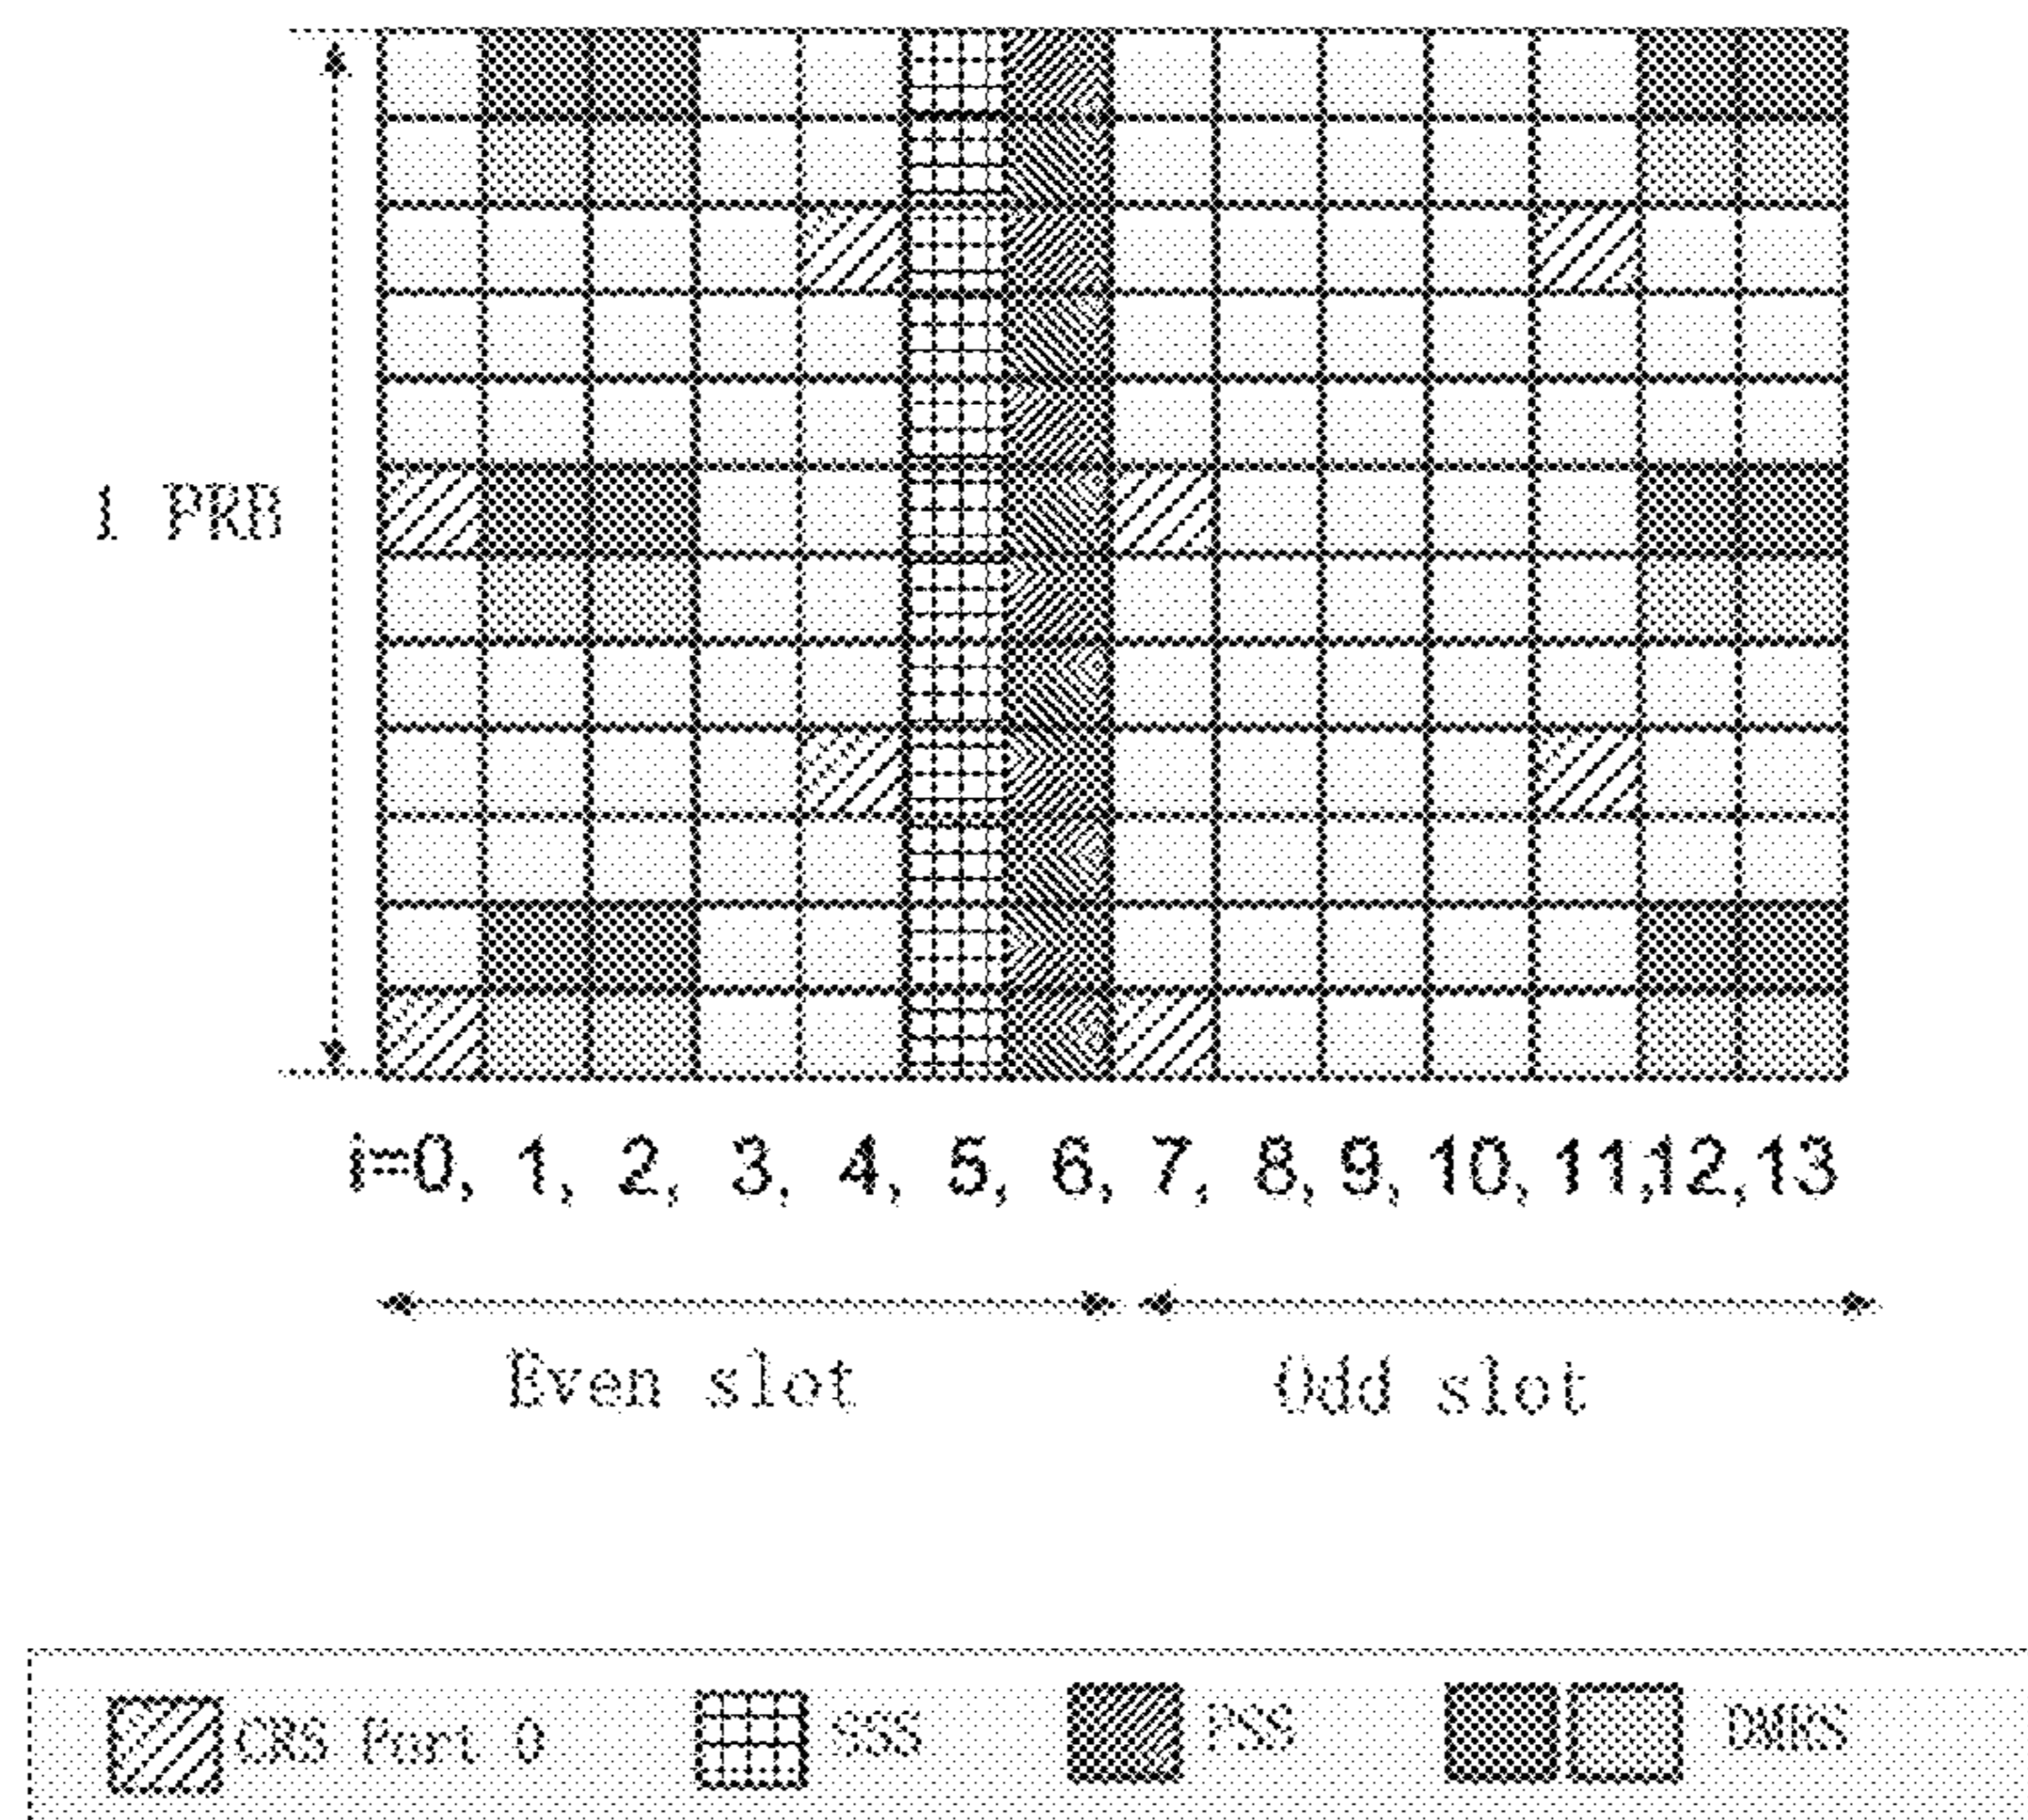 1 PRB
i=0, 1, 2, 3, 4, 5, 6, 7, 8, 9, 10, 11,12,13
Even slot Odd slot
CRS Port 0 SSS PSS DMRS